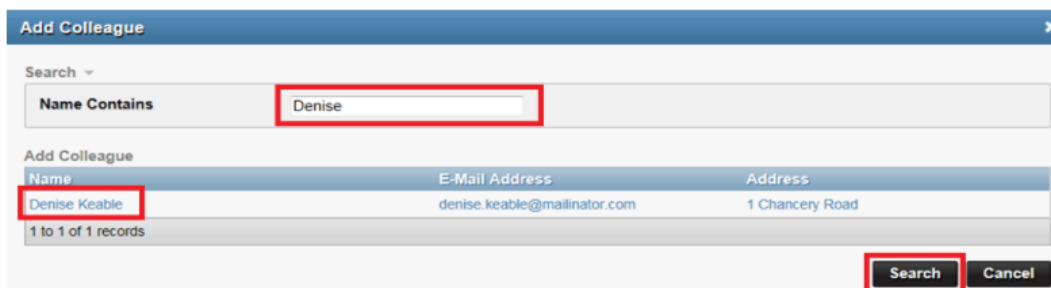 Add Colleague
Search
Name Contains Denise
Add Colleague
Name E-Mail Address Address
Denise Keable denise.keable@mailinator.com 1 Chancery Road
1 to 1 of 1 records
Search Cancel